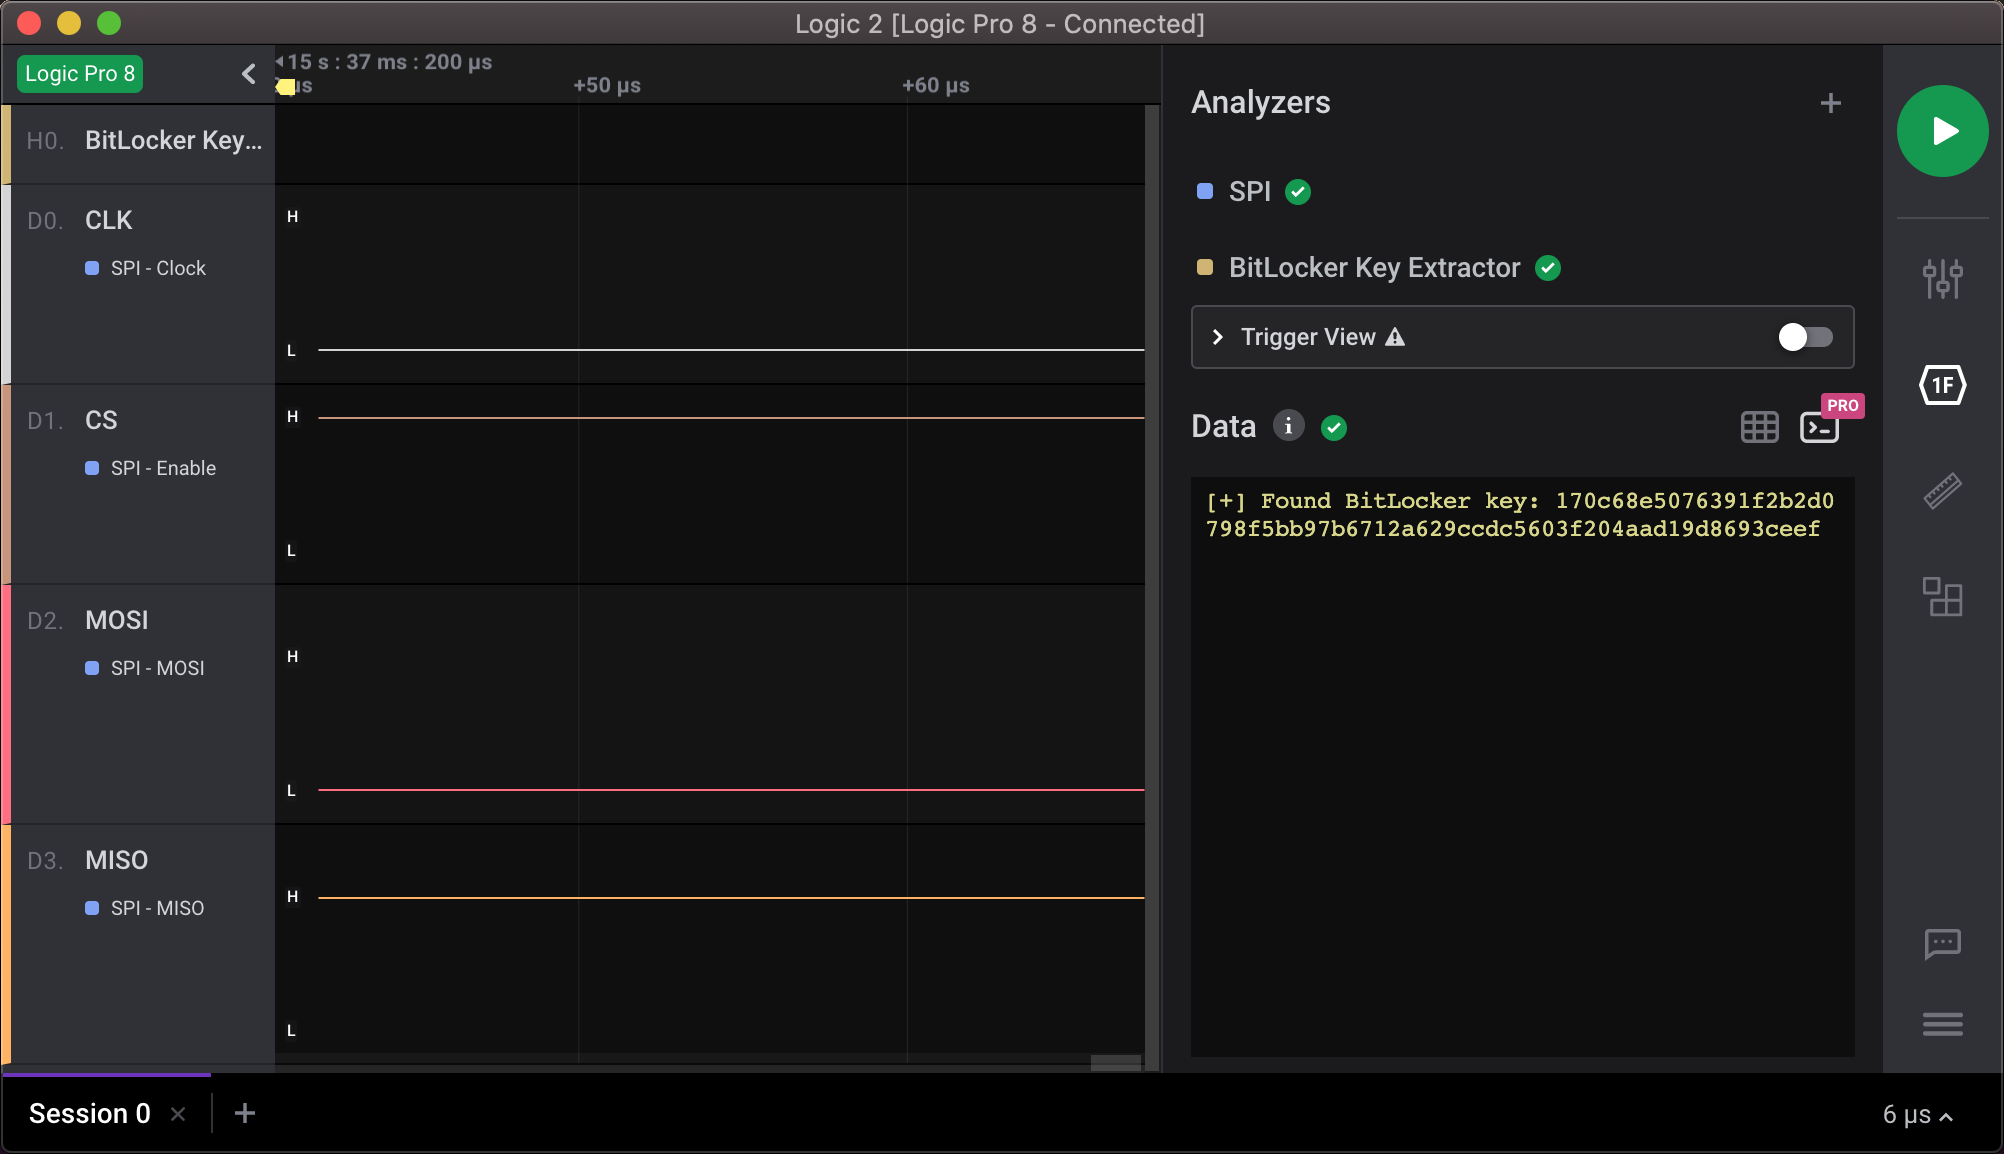 Logic 2 [Logic Pro 8 - Connected]
Logic Pro 8
15 s : 37 ms : 200 µs
µs
+50 µs
+60 µs
H0. BitLocker Key...
D0. CLK
SPI - Clock
H
L
D1. CS
SPI - Enable
H
L
D2. MOSI
SPI - MOSI
H
L
D3. MISO
SPI - MISO
H
L
Analyzers
SPI
BitLocker Key Extractor
Trigger View
Data
PRO
[+] Found BitLocker key: 170c68e5076391f2b2d0
798f5bb97b6712a629ccdc5603f204aad19d8693ceef
1F
Session 0
6 µs